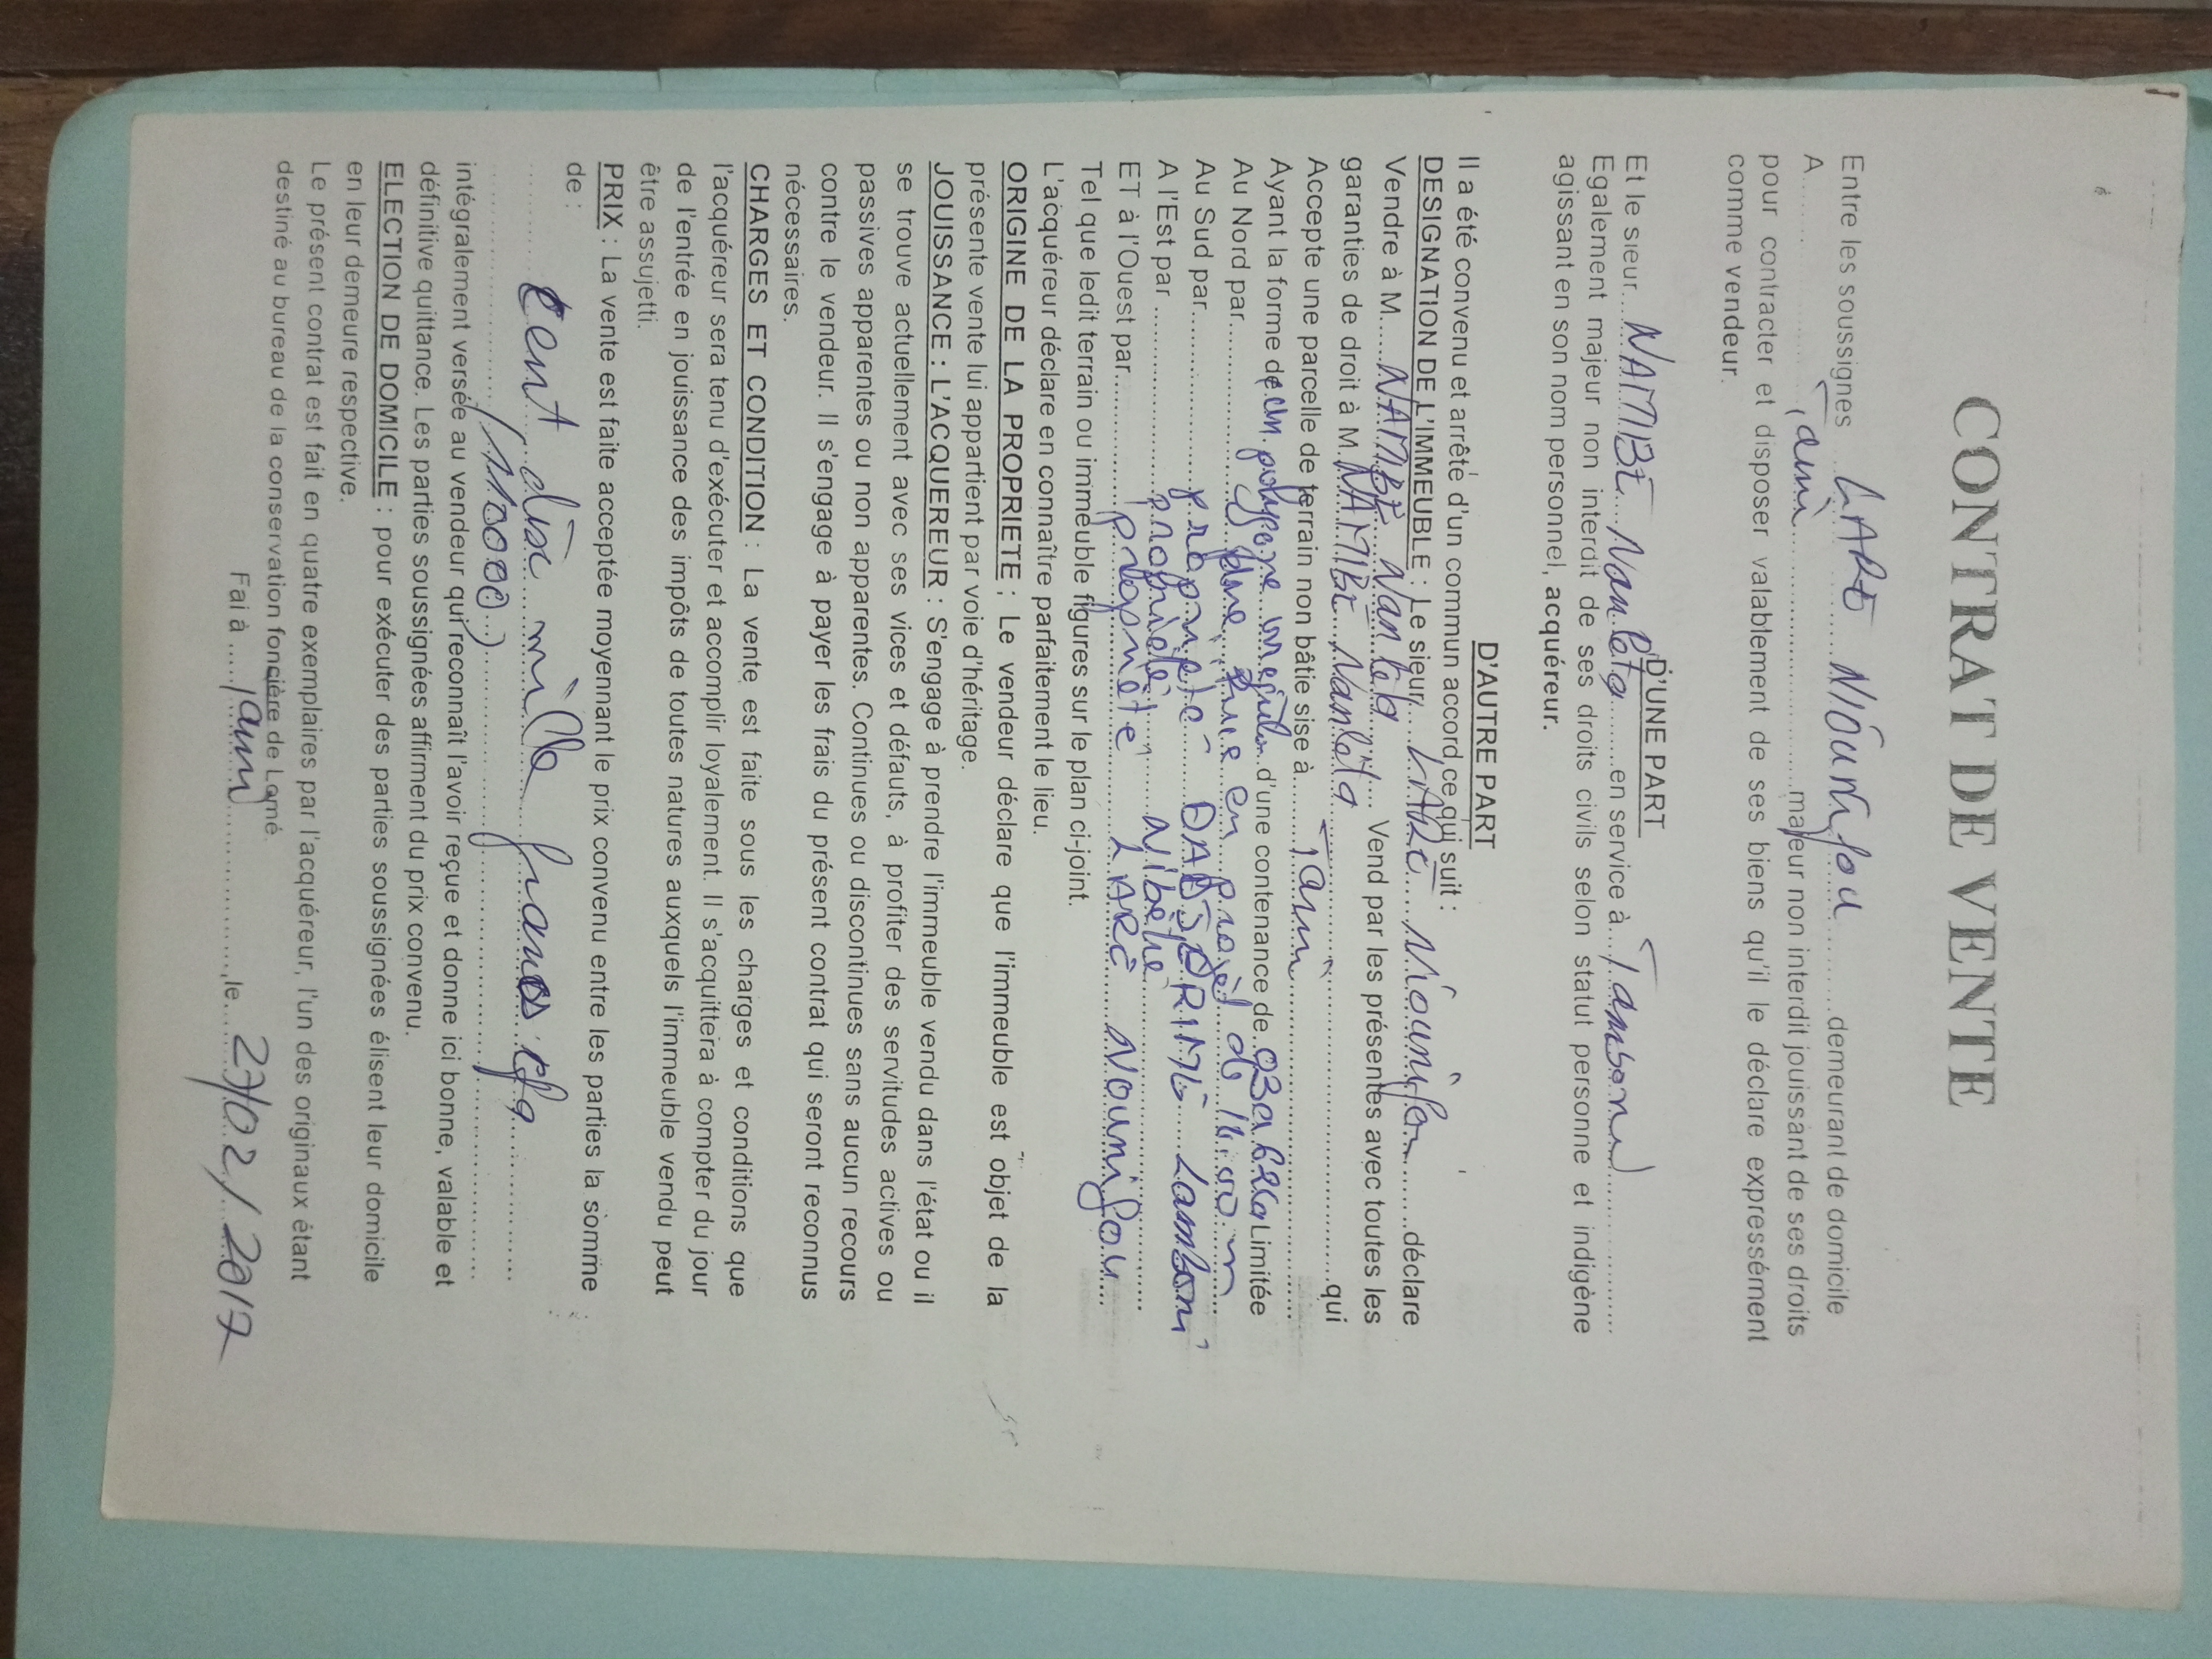 CONTRAT DE VENTE
Entre les soussignés LARE NIOUNIfou demeurant de domicile
A Tami majeur non interdit jouissant de ses droits
pour contracter et disposer valablement de ses biens qu'il le déclare expressément
comme vendeur.
D'UNE PART
Et le sieur NAMBE Nanleta en service à Tambonu
Egalement majeur non interdit de ses droits civils selon statut personne et indigène
agissant en son nom personnel, acquéreur.
D'AUTRE PART
Il a été convenu et arrêté d'un commun accord ce qui suit :
DESIGNATION DE L'IMMEUBLE : Le sieur LARE Niounifou déclare
Vendre à M. NAMBE Nanleta Vend par les présentes avec toutes les
garanties de droit à M NAMBE Nanleta qui
Accepte une parcelle de terrain non bâtie sise à Tami
Ayant la forme de un polygone irregulier d'une contenance de 03a Limitée
Au Nord par une rue en projet de 14.00 m
Au Sud par propriété Lamboni
A l'Est par propriété
ET à l'Ouest par propriété LARE Niounifou
Tel que ledit terrain ou immeuble figures sur le plan ci-joint.
L'acquéreur déclare en connaître parfaitement le lieu.
ORIGINE DE LA PROPRIETE : Le vendeur déclare que l'immeuble est objet de la
présente vente lui appartient par voie d'héritage.
JOUISSANCE : L'ACQUEREUR : S'engage à prendre l'immeuble vendu dans l'état ou il
se trouve actuellement avec ses vices et défauts, à profiter des servitudes actives ou
passives apparentes ou non apparentes. Continues ou discontinues sans aucun recours
contre le vendeur. Il s'engage à payer les frais du présent contrat qui seront reconnus
nécessaires.
CHARGES ET CONDITION : La vente est faite sous les charges et conditions que
l'acquéreur sera tenu d'exécuter et accomplir loyalement. Il s'acquittera à compter du jour
de l'entrée en jouissance des impôts de toutes natures auxquels l'immeuble vendu peut
être assujetti.
PRIX : La vente est faite acceptée moyennant le prix convenu entre les parties la somme
de :
cent dix mille francs cfa
(110000)
intégralement versée au vendeur qui reconnaît l'avoir reçue et donne ici bonne, valable et
définitive quittance. Les parties soussignées affirment du prix convenu.
ELECTION DE DOMICILE : pour exécuter des parties soussignées élisent leur domicile
en leur demeure respective.
Le présent contrat est fait en quatre exemplaires par l'acquéreur, l'un des originaux étant
destiné au bureau de la conservation foncière de Lomé.
Fai à Tami, le 27/02/2017